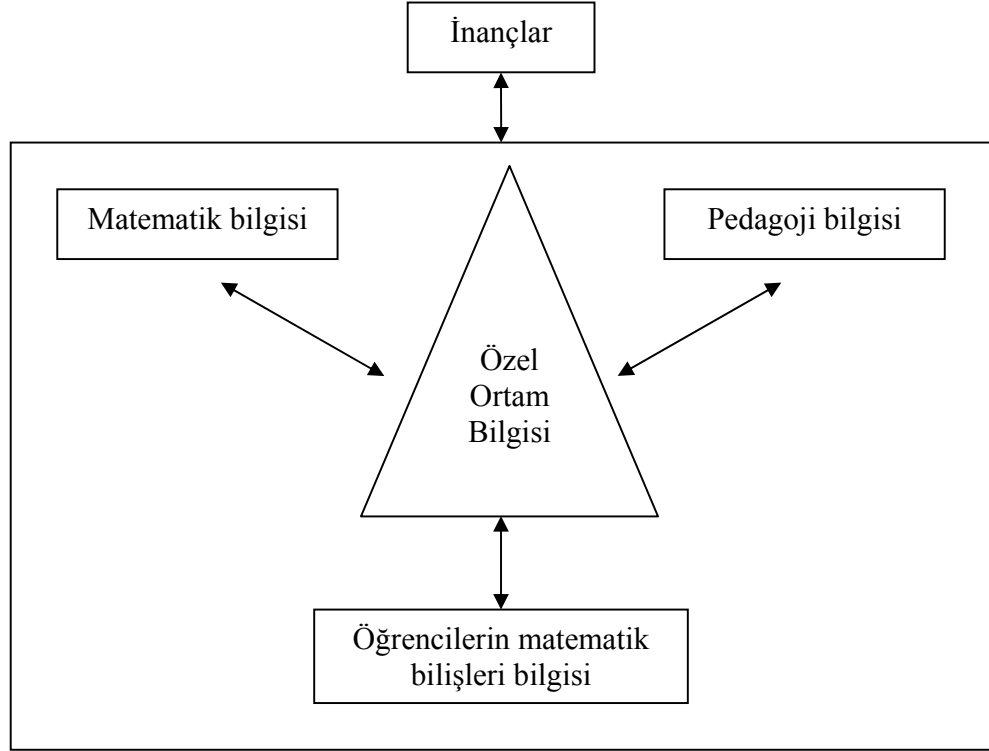 İnançlar
Matematik bilgisi
Pedagoji bilgisi
Özel
Ortam
Bilgisi
Öğrencilerin matematik
bilişleri bilgisi